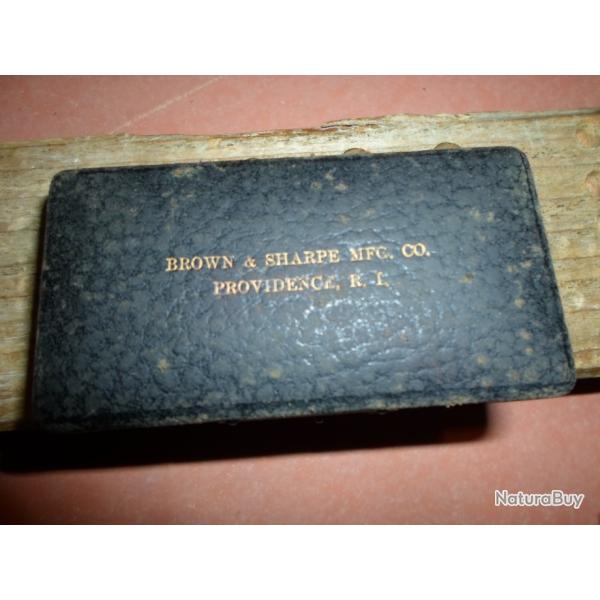 BROWN & SHARPE MFG. CO.
PROVIDENCE, R. I.
NaturaBuy